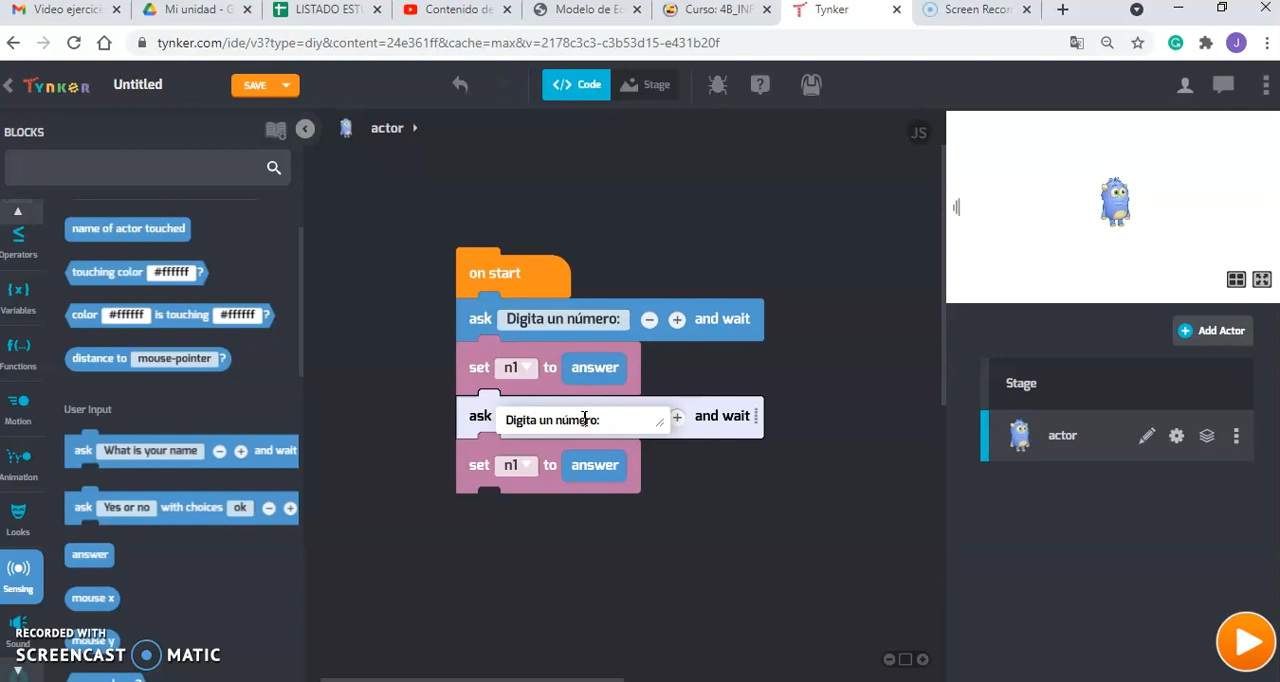 Video ejercici
Mi unidad - G
LISTADO EST
Contenido de
Modelo de Ec
Curso: 4B_INF
Tynker
Screen Recor
tynker.com/ide/v3?type=diy&content=24e361ff&cache=max&v=2178c3c3-c3b53d15-e431b20f
J
TYNKER
Untitled
SAVE
</> Code
Stage
BLOCKS
actor
JS
Operators
Variables
Functions
Motion
Animation
Looks
Sensing
Sound
name of actor touched
touching color #ffffff ?
color #ffffff is touching #ffffff ?
distance to mouse-pointer ?
User Input
ask What is your name - + and wait
ask Yes or no with choices ok - +
answer
mouse x
mouse y
on start
ask Digita un número: - + and wait
set n1 to answer
ask Digita un número: + and wait
set n1 to answer
+ Add Actor
Stage
actor
RECORDED WITH
SCREENCAST MATIC